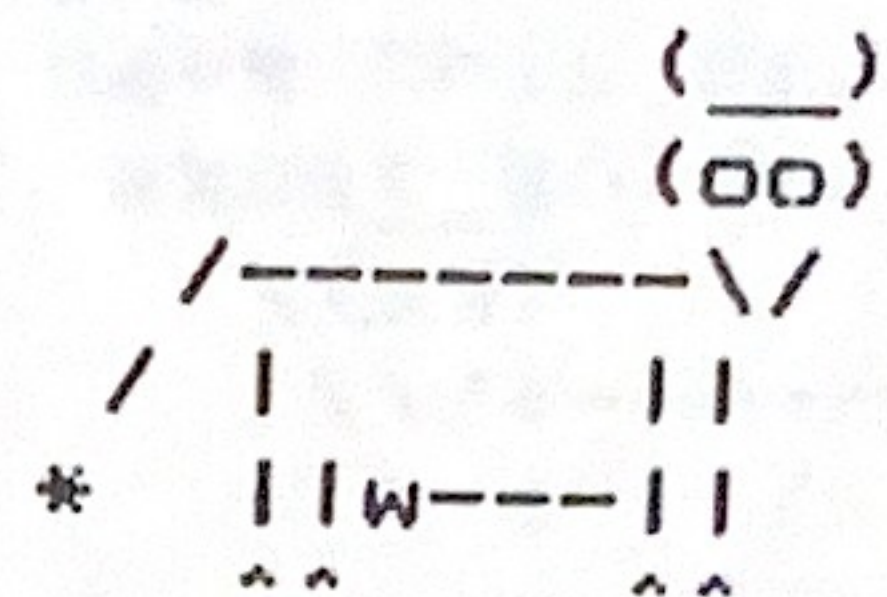 (  )
           __
          (oo)
   /-------\/
  / |     ||
 *  ||W---||
    ^^    ^^